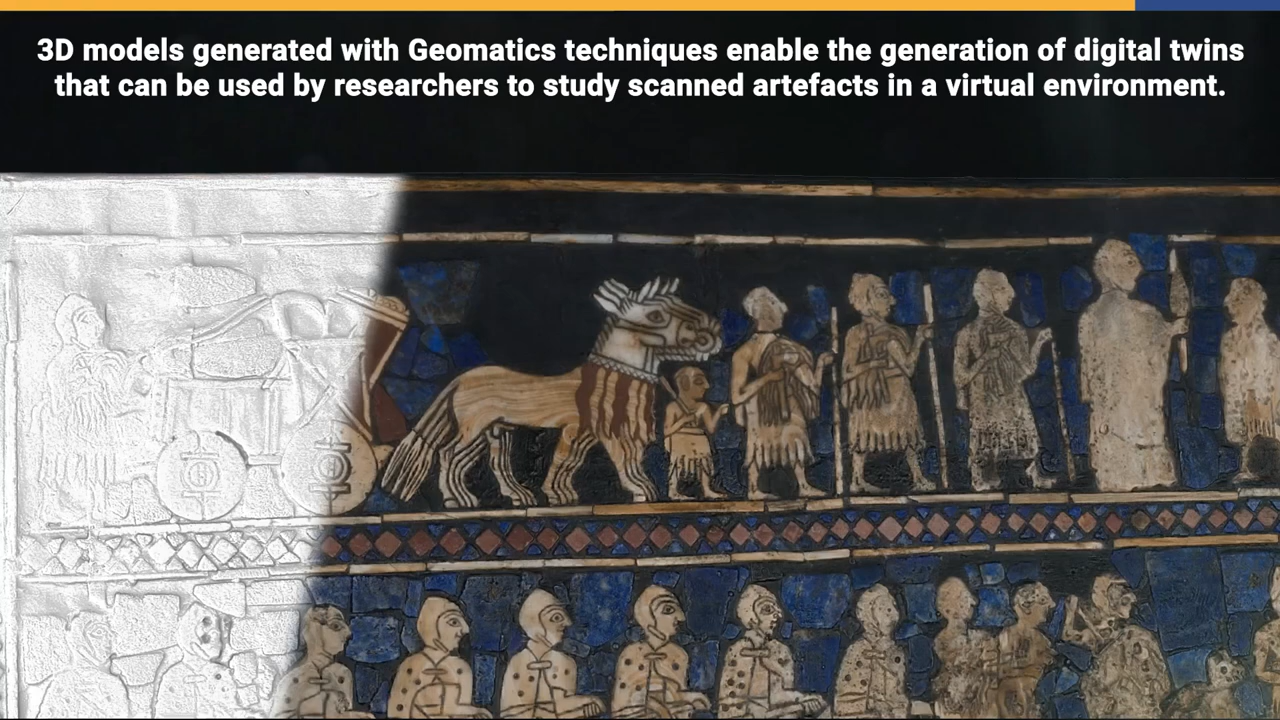 3D models generated with Geomatics techniques enable the generation of digital twins
that can be used by researchers to study scanned artefacts in a virtual environment.